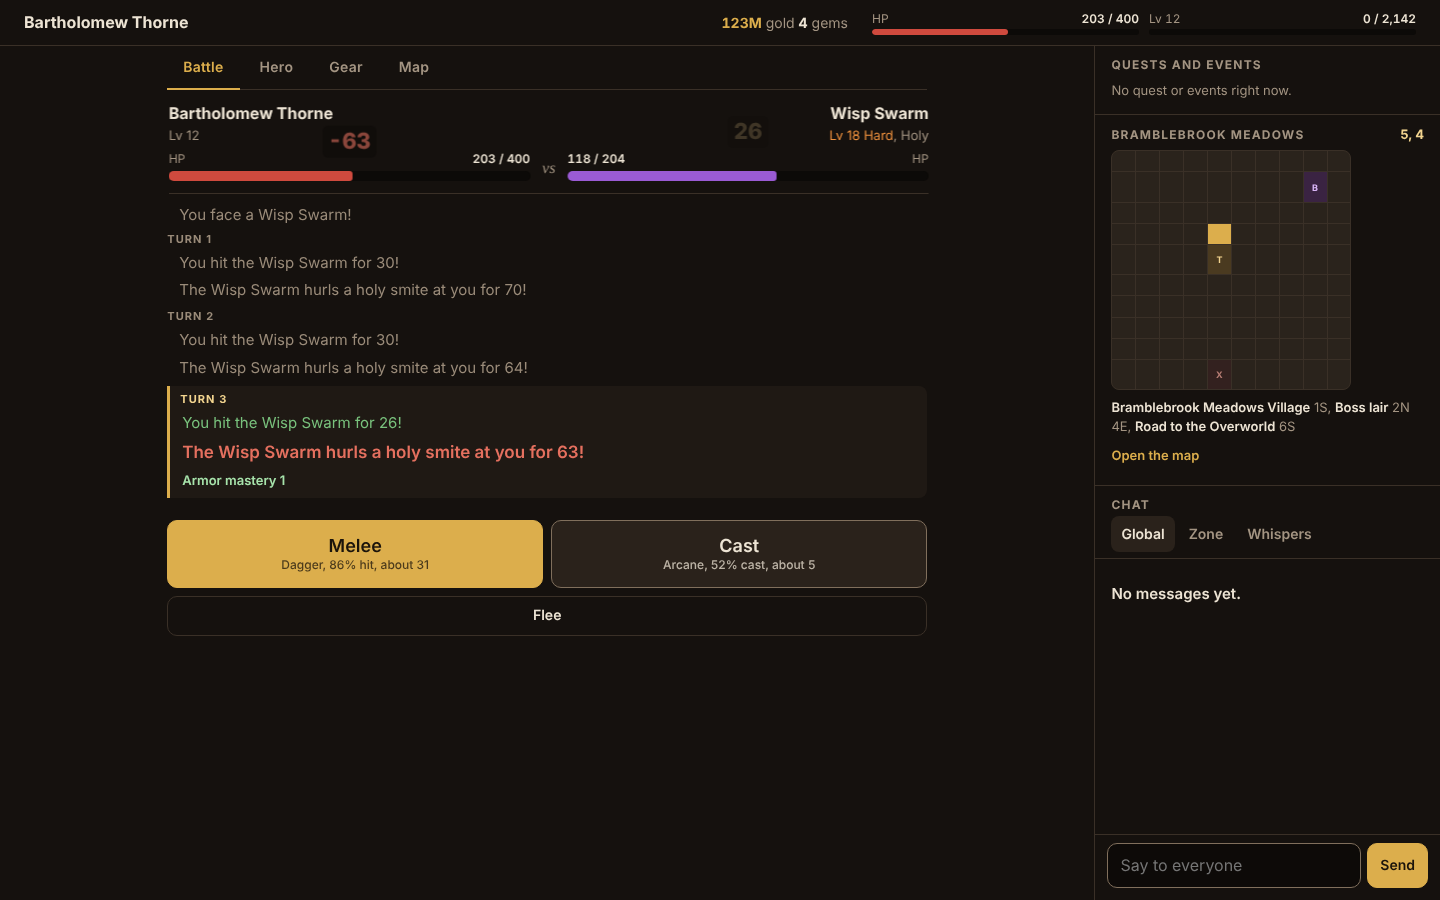 Bartholomew Thorne
123M gold 4 gems
HP 203 / 400
Lv 12 0 / 2,142
Battle Hero Gear Map
Bartholomew Thorne
Lv 12
-63
HP 203 / 400
vs
26
Wisp Swarm
Lv 18 Hard, Holy
118 / 204 HP
You face a Wisp Swarm!
TURN 1
You hit the Wisp Swarm for 30!
The Wisp Swarm hurls a holy smite at you for 70!
TURN 2
You hit the Wisp Swarm for 30!
The Wisp Swarm hurls a holy smite at you for 64!
TURN 3
You hit the Wisp Swarm for 26!
The Wisp Swarm hurls a holy smite at you for 63!
Armor mastery 1
Melee
Dagger, 86% hit, about 31
Cast
Arcane, 52% cast, about 5
Flee
QUESTS AND EVENTS
No quest or events right now.
BRAMBLEBROOK MEADOWS 5, 4
B
T
X
Bramblebrook Meadows Village 1S, Boss lair 2N
4E, Road to the Overworld 6S
Open the map
CHAT
Global Zone Whispers
No messages yet.
Say to everyone
Send